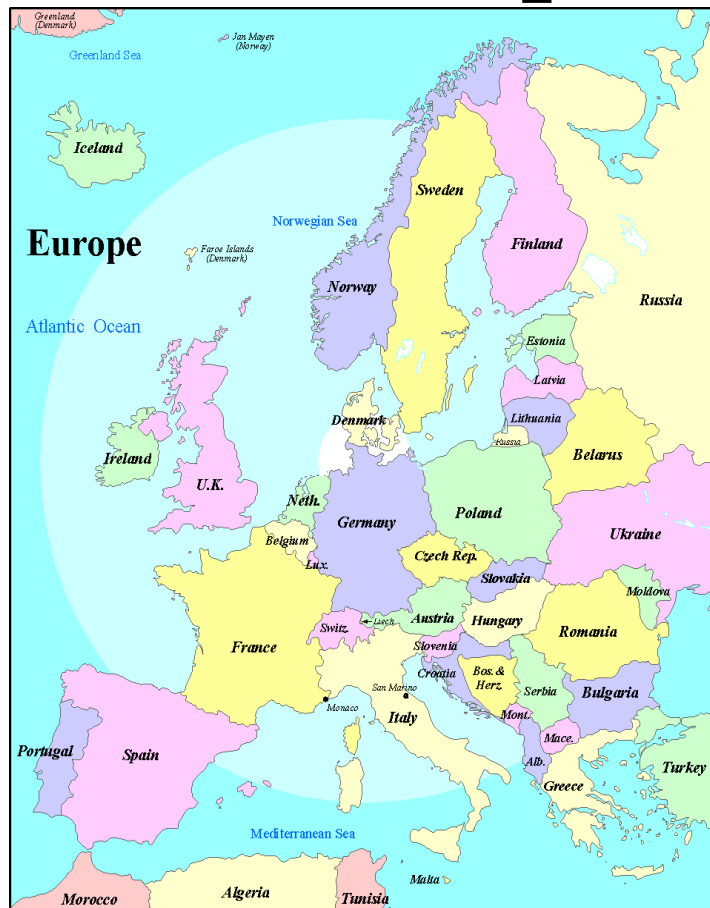 Greenland
(Denmark)
Jan Mayen
(Norway)
Greenland Sea
Iceland
Sweden
Norwegian Sea
Europe
Faroe Islands
(Denmark)
Finland
Norway
Russia
Atlantic Ocean
Estonia
Latvia
Denmark
Lithuania
Russia
Ireland
Belarus
U.K.
Neth.
Germany
Poland
Ukraine
Belgium
Czech Rep.
Lux.
Slovakia
Moldova
Liech.
Austria
Hungary
Switz.
Romania
France
Slovenia
Croatia
Bos. &
Herz.
San Marino
Serbia
Bulgaria
Monaco
Mont.
Italy
Portugal
Spain
Mace.
Alb.
Turkey
Greece
Mediterranean Sea
Malta
Algeria
Morocco
Tunisia